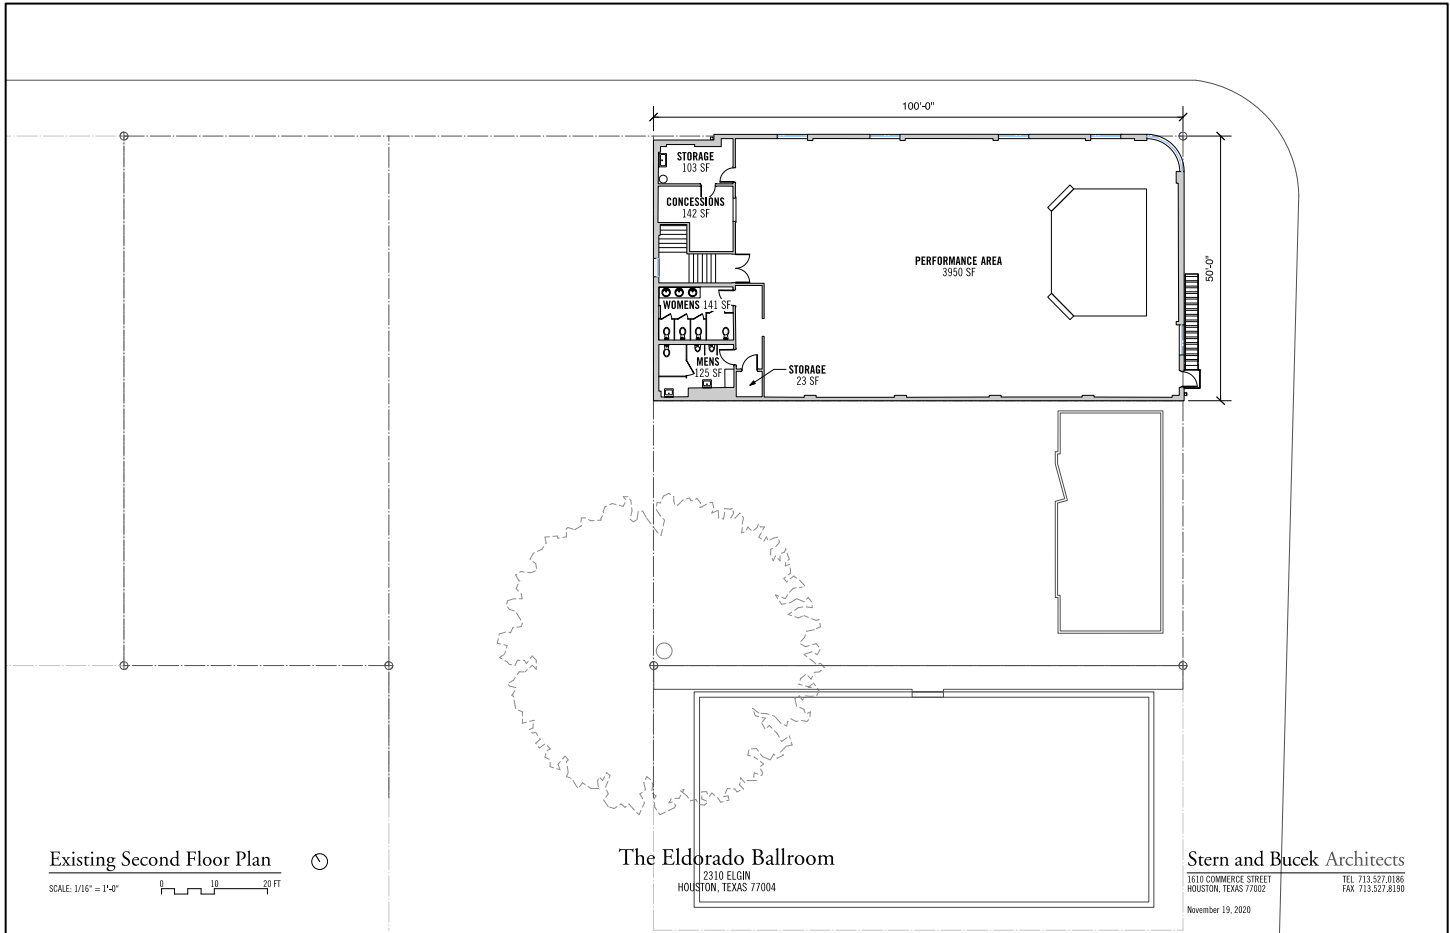 100'-0"
STORAGE
103 SF
CONCESSIONS
142 SF
PERFORMANCE AREA
3950 SF
50'-0"
WOMENS 141 SF
MENS
125 SF
STORAGE
23 SF
Existing Second Floor Plan
SCALE: 1/16" = 1'-0"
0 10 20 FT
The Eldorado Ballroom
2310 ELGIN
HOUSTON, TEXAS 77004
Stern and Bucek Architects
1610 COMMERCE STREET TEL 713.527.0186
HOUSTON, TEXAS 77002 FAX 713.527.8190
November 19, 2020